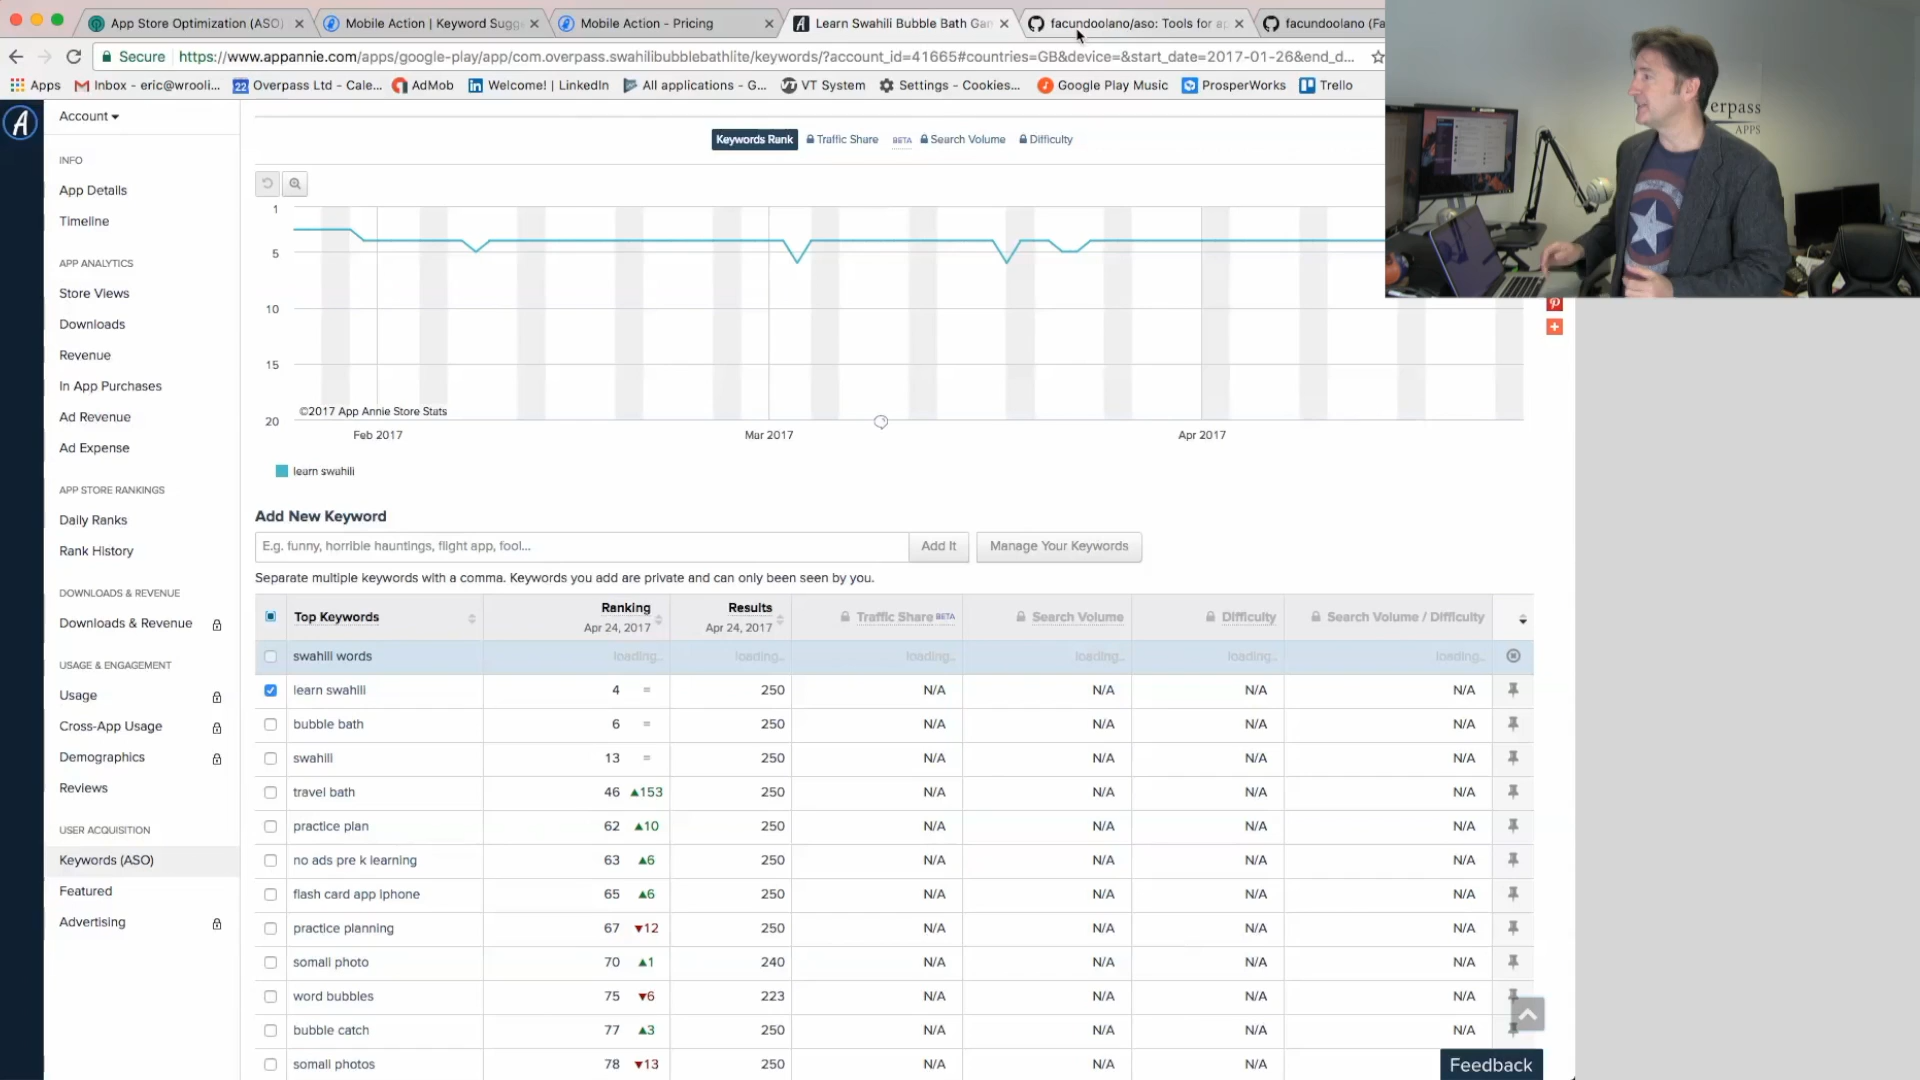 App Store Optimization (ASO)
Mobile Action | Keyword Sugg
Mobile Action - Pricing
Learn Swahili Bubble Bath Gam
facundoolano/aso: Tools for ap
facundoolano (Fa
Secure
https://www.appannie.com/apps/google-play/app/com.overpass.swahilibubblebathlite/keywords/?account_id=41665#countries=GB&device=&start_date=2017-01-26&end_d...
Apps
Inbox - eric@wrooli...
22
Overpass Ltd - Cale...
AdMob
Welcome! | LinkedIn
All applications - G...
VT System
Settings - Cookies...
Google Play Music
ProsperWorks
Trello
erpass
APPS
Account
INFO
App Details
Timeline
APP ANALYTICS
Store Views
Downloads
Revenue
In App Purchases
Ad Revenue
Ad Expense
APP STORE RANKINGS
Daily Ranks
Rank History
DOWNLOADS & REVENUE
Downloads & Revenue
USAGE & ENGAGEMENT
Usage
Cross-App Usage
Demographics
Reviews
USER ACQUISITION
Keywords (ASO)
Featured
Advertising
Keywords Rank Traffic Share BETA Search Volume Difficulty
1
5
10
15
20
©2017 App Annie Store Stats
Feb 2017 Mar 2017 Apr 2017
learn swahili
Add New Keyword
E.g. funny, horrible hauntings, flight app, fool...
Add It
Manage Your Keywords
Separate multiple keywords with a comma. Keywords you add are private and can only been seen by you.
Top Keywords Ranking Apr 24, 2017 Results Apr 24, 2017 Traffic Share BETA Search Volume Difficulty Search Volume / Difficulty
swahili words loading.. loading.. loading.. loading.. loading.. loading..
learn swahili 4 = 250 N/A N/A N/A N/A
bubble bath 6 = 250 N/A N/A N/A N/A
swahili 13 = 250 N/A N/A N/A N/A
travel bath 46 ▲153 250 N/A N/A N/A N/A
practice plan 62 ▲10 250 N/A N/A N/A N/A
no ads pre k learning 63 ▲6 250 N/A N/A N/A N/A
flash card app iphone 65 ▲6 250 N/A N/A N/A N/A
practice planning 67 ▼12 250 N/A N/A N/A N/A
somali photo 70 ▲1 240 N/A N/A N/A N/A
word bubbles 75 ▼6 223 N/A N/A N/A N/A
bubble catch 77 ▲3 250 N/A N/A N/A N/A
somali photos 78 ▼13 250 N/A N/A N/A N/A
Feedback